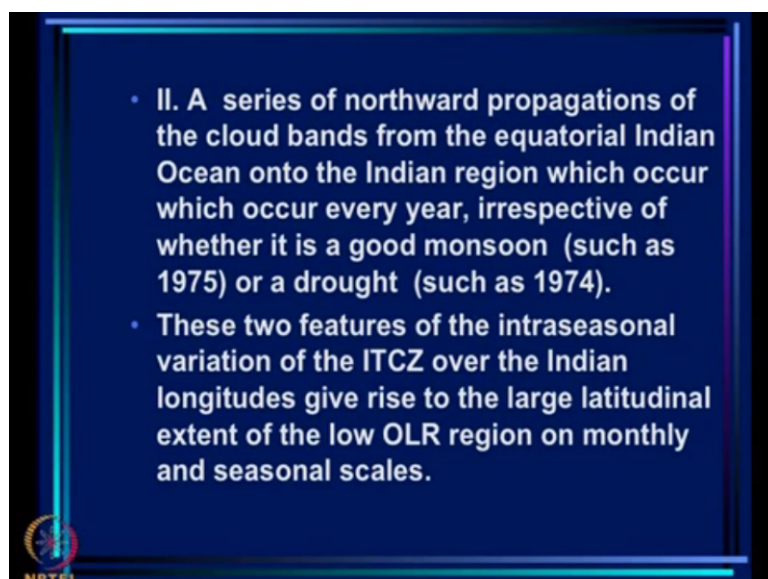 • II. A series of northward propagations of
the cloud bands from the equatorial Indian
Ocean onto the Indian region which occur
which occur every year, irrespective of
whether it is a good monsoon (such as
1975) or a drought (such as 1974).
• These two features of the intraseasonal
variation of the ITCZ over the Indian
longitudes give rise to the large latitudinal
extent of the low OLR region on monthly
and seasonal scales.
NPTEL